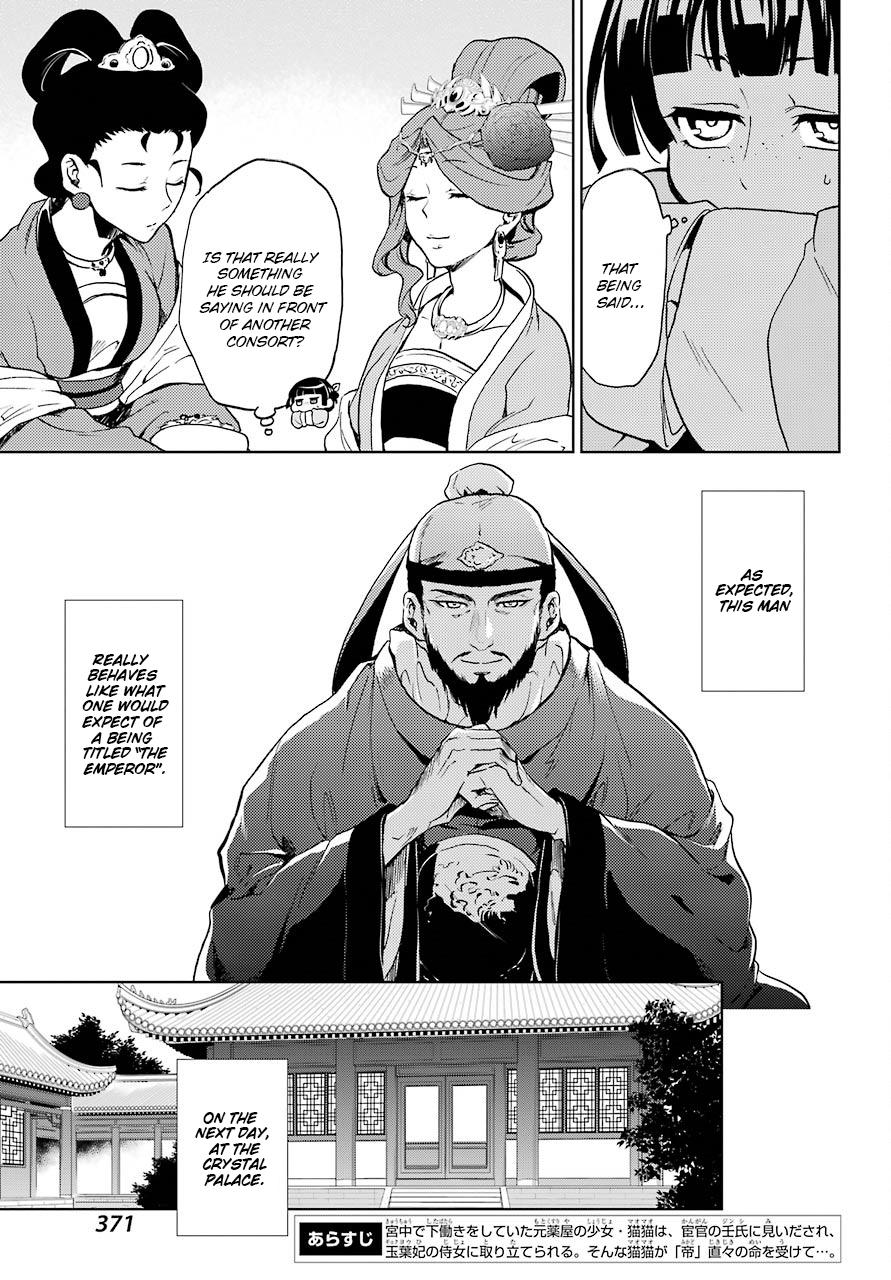 THAT
BEING
SAID...
IS THAT REALLY
SOMETHING
HE SHOULD BE
SAYING IN FRONT
OF ANOTHER
CONSORT?
AS
EXPECTED,
THIS MAN
REALLY
BEHAVES
LIKE WHAT
ONE WOULD
EXPECT OF
A BEING
TITLED "THE
EMPEROR".
ON THE
NEXT DAY,
AT THE
CRYSTAL
PALACE.
371
あらすじ
宮中で下働きをしていた元薬屋の少女・猫猫は、宦官の壬氏に見いだされ、
玉葉妃の侍女に取り立てられる。そんな猫猫が「帝」直々の命を受けて…。